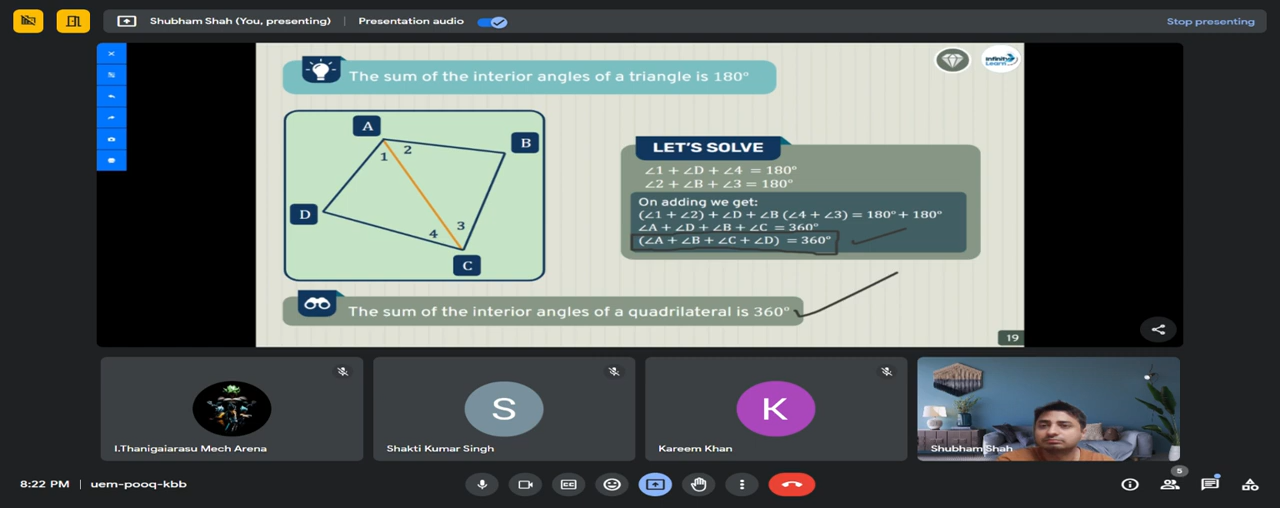 Shubham Shah (You, presenting)
Presentation audio
Stop presenting
The sum of the interior angles of a triangle is 180°
infinity
Learn
A
B
2
1
D
3
4
C
LET'S SOLVE
∠1 + ∠D + ∠4 = 180°
∠2 + ∠B + ∠3 = 180°
On adding we get:
(∠1 + ∠2) + ∠D + ∠B (∠4 + ∠3) = 180° + 180°
∠A + ∠D + ∠B + ∠C = 360°
(∠A + ∠B + ∠C + ∠D) = 360°
The sum of the interior angles of a quadrilateral is 360°
19
S
K
I.Thanigaiarasu Mech Arena
Shakti Kumar Singh
Kareem Khan
Shubham Shah
8:22 PM | uem-pooq-kbb
5